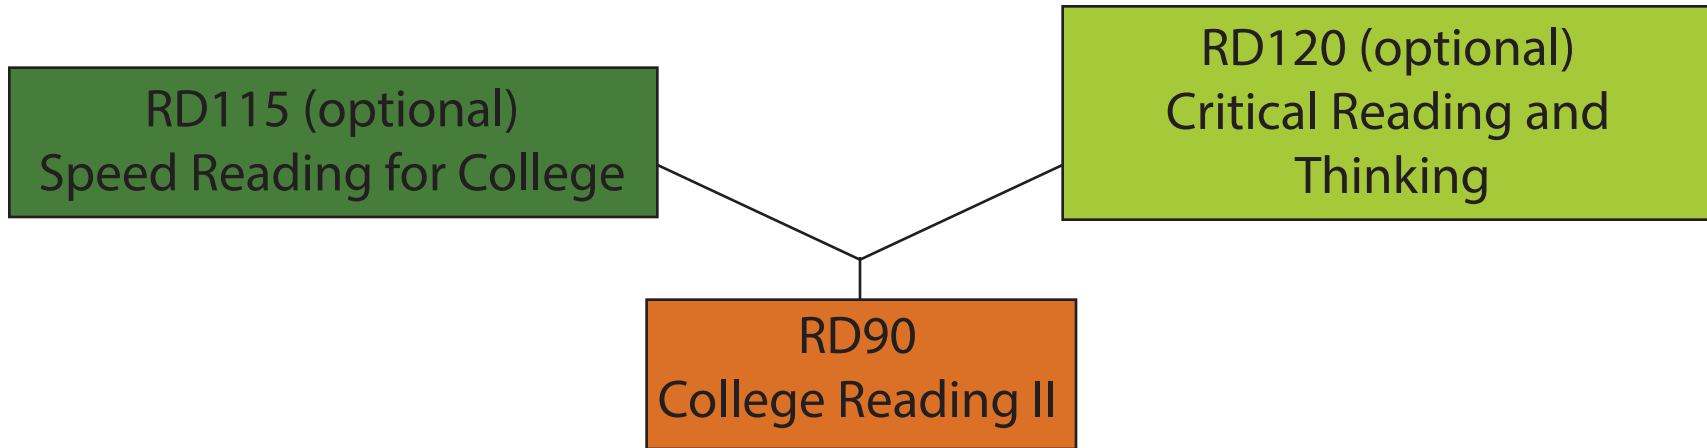 RD115 (optional)
Speed Reading for College
RD120 (optional)
Critical Reading and
Thinking
RD90
College Reading II